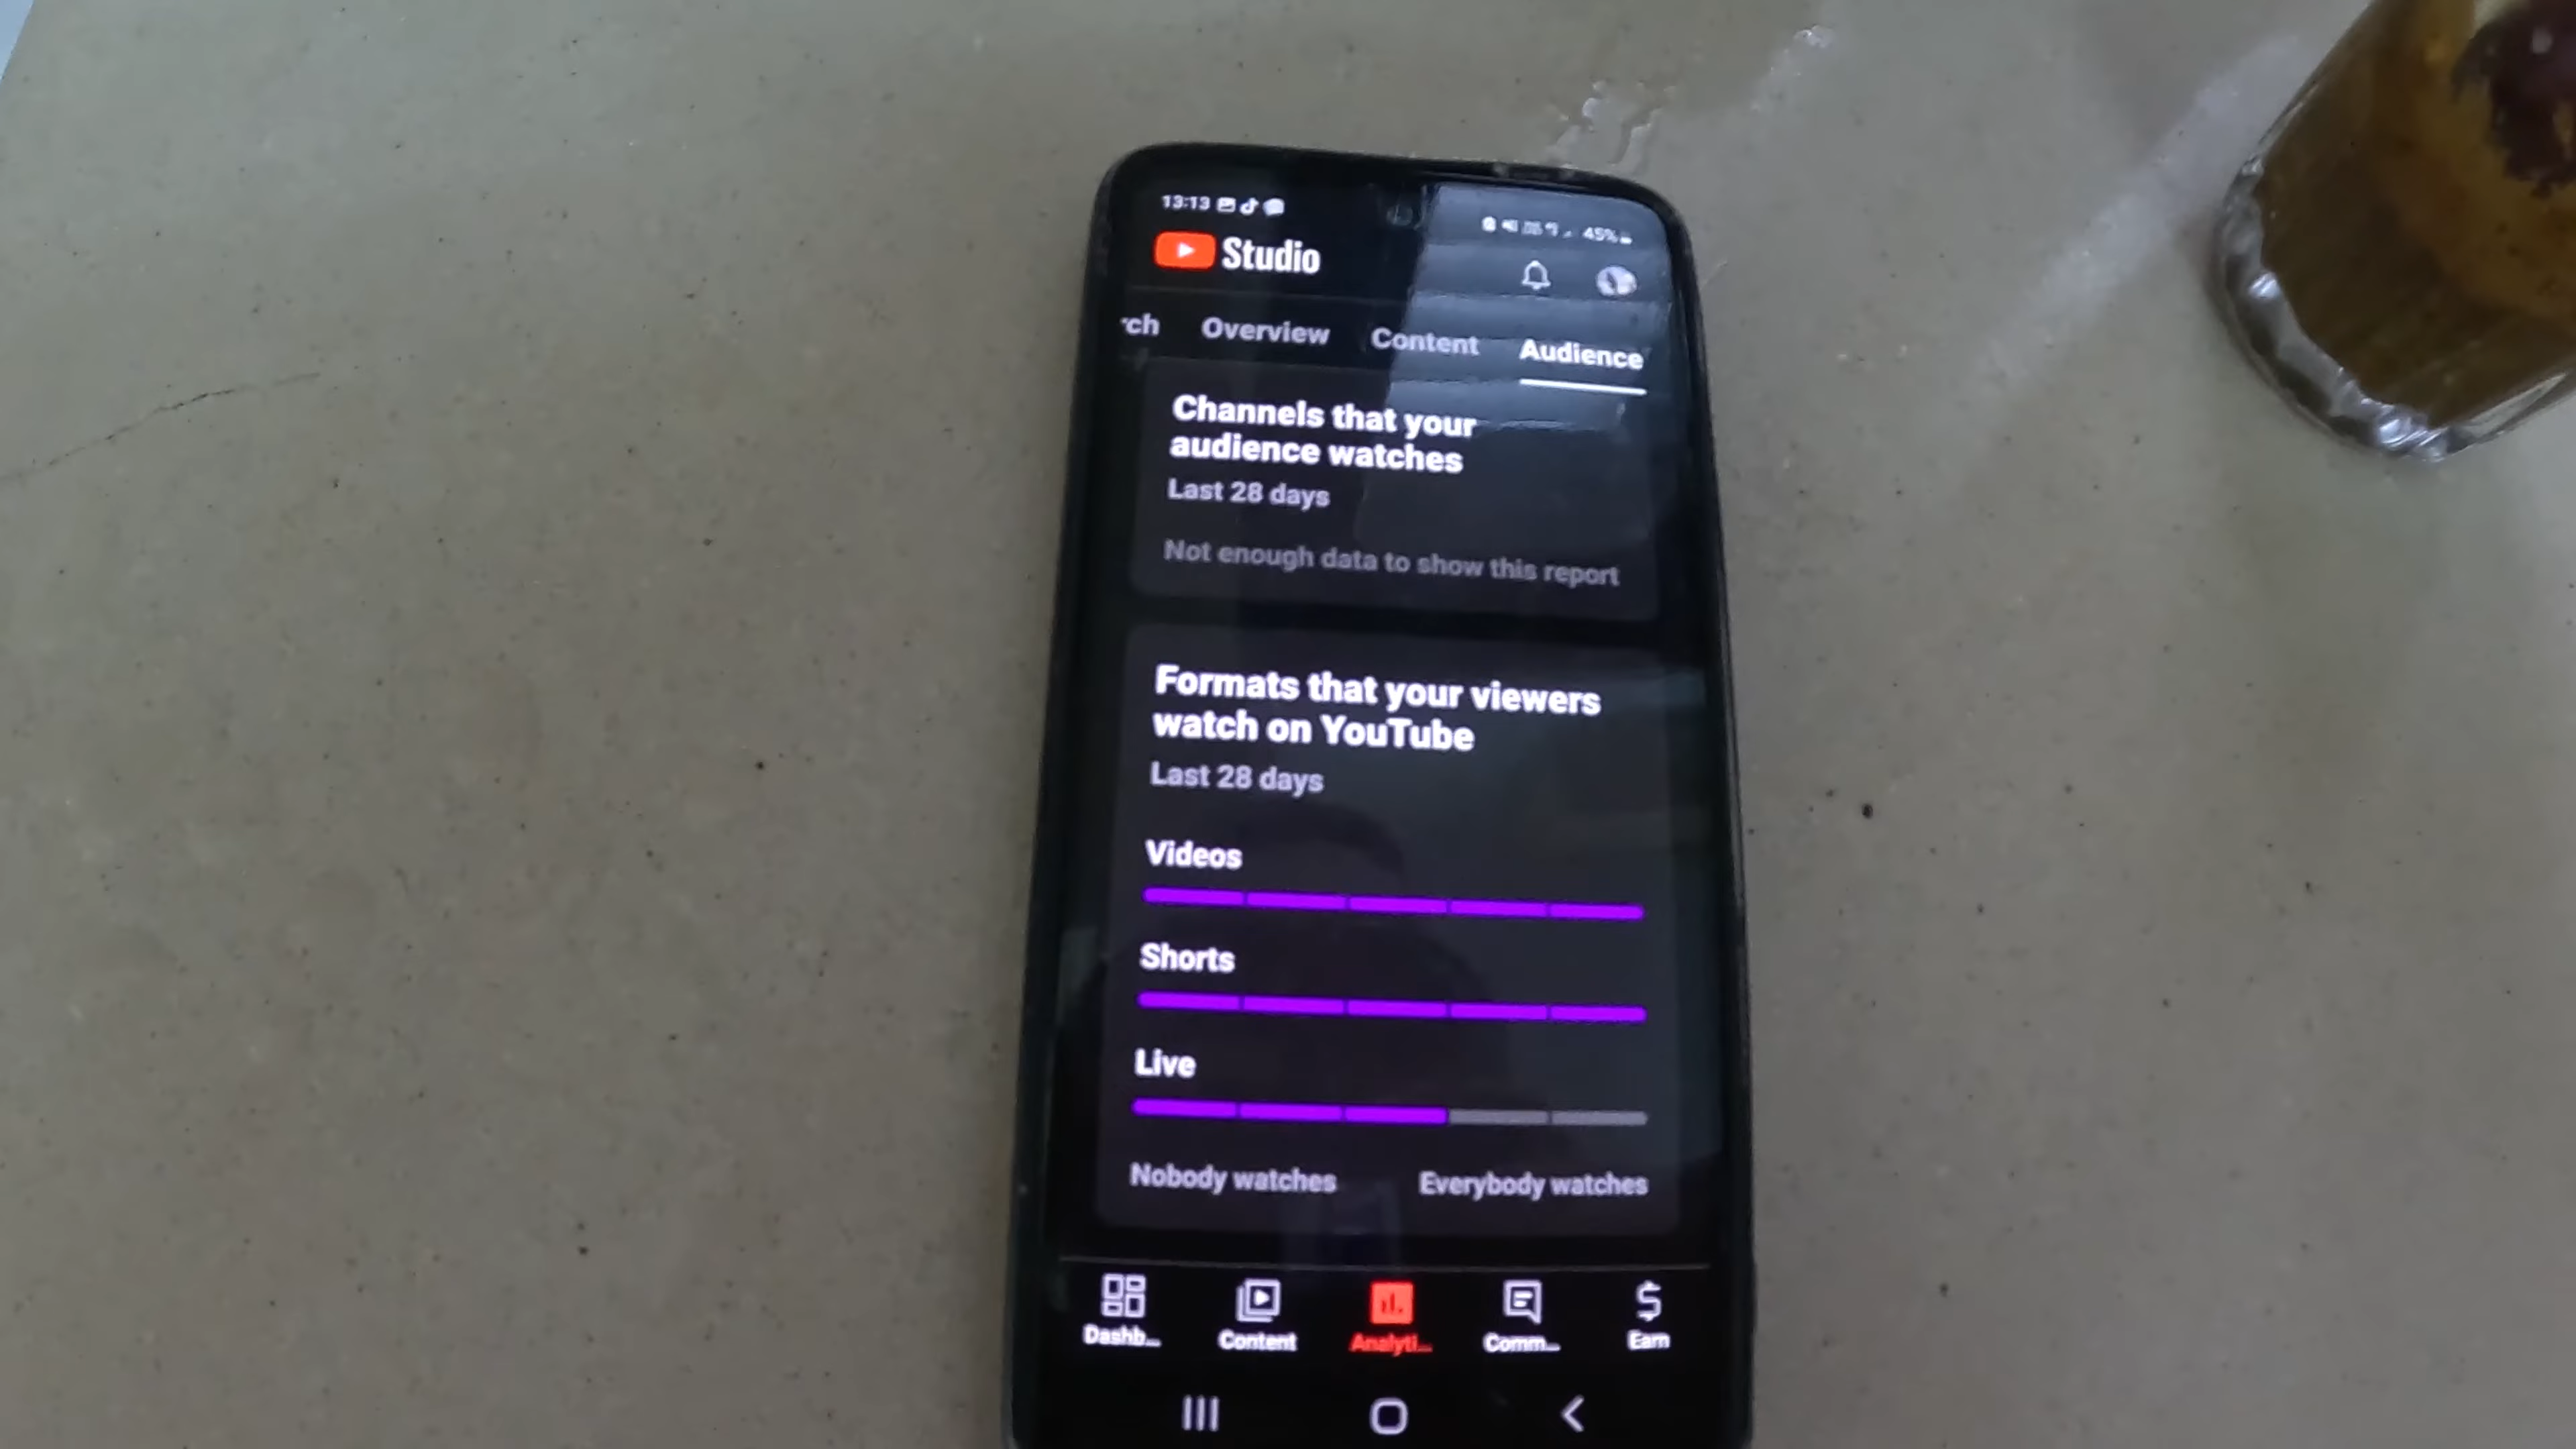 13:13
45%
Studio
rch Overview Content Audience
Channels that your
audience watches
Last 28 days
Not enough data to show this report
Formats that your viewers
watch on YouTube
Last 28 days
Videos
Shorts
Live
Nobody watches Everybody watches
Dashb... Content Analyti... Comm... Earn